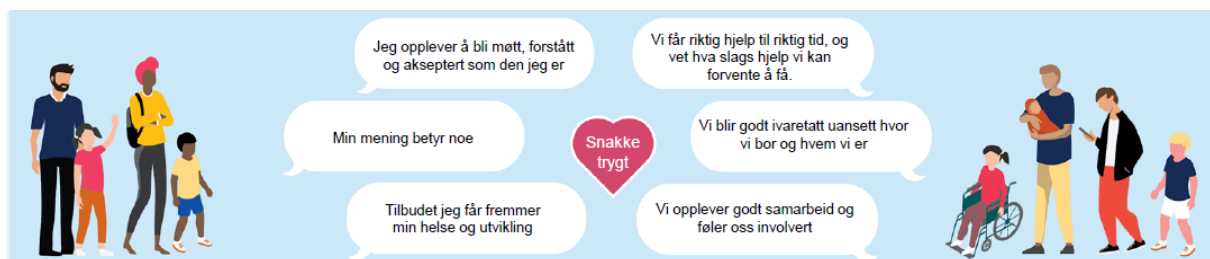 Jeg opplever å bli møtt, forstått
og akseptert som den jeg er
Vi får riktig hjelp til riktig tid, og
vet hva slags hjelp vi kan
forvente å få.
Min mening betyr noe
Snakke
trygt
Vi blir godt ivaretatt uansett hvor
vi bor og hvem vi er
Tilbudet jeg får fremmer
min helse og utvikling
Vi opplever godt samarbeid og
føler oss involvert